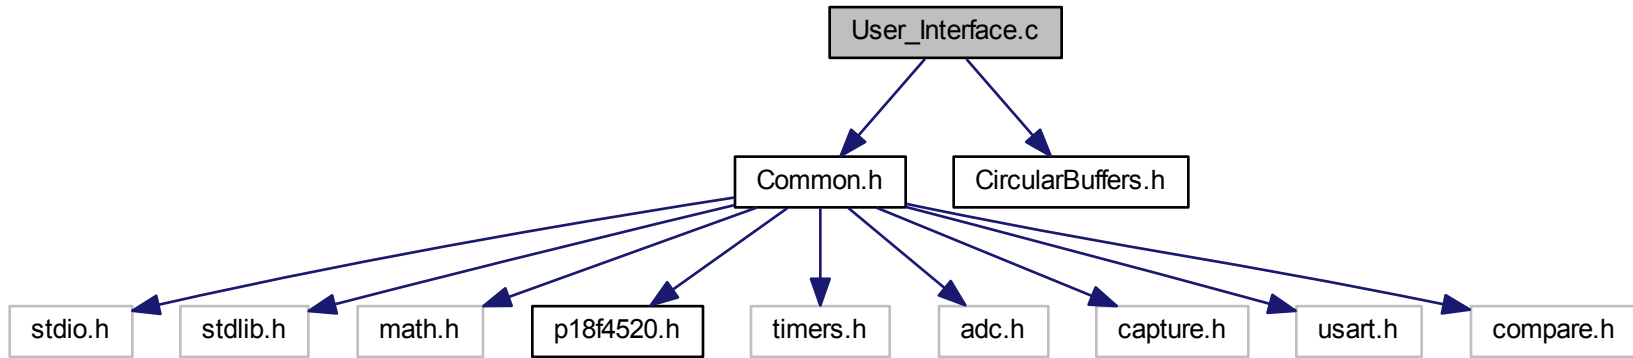 User_Interface.c
Common.h
CircularBuffers.h
stdio.h
stdlib.h
math.h
p18f4520.h
timers.h
adc.h
capture.h
usart.h
compare.h